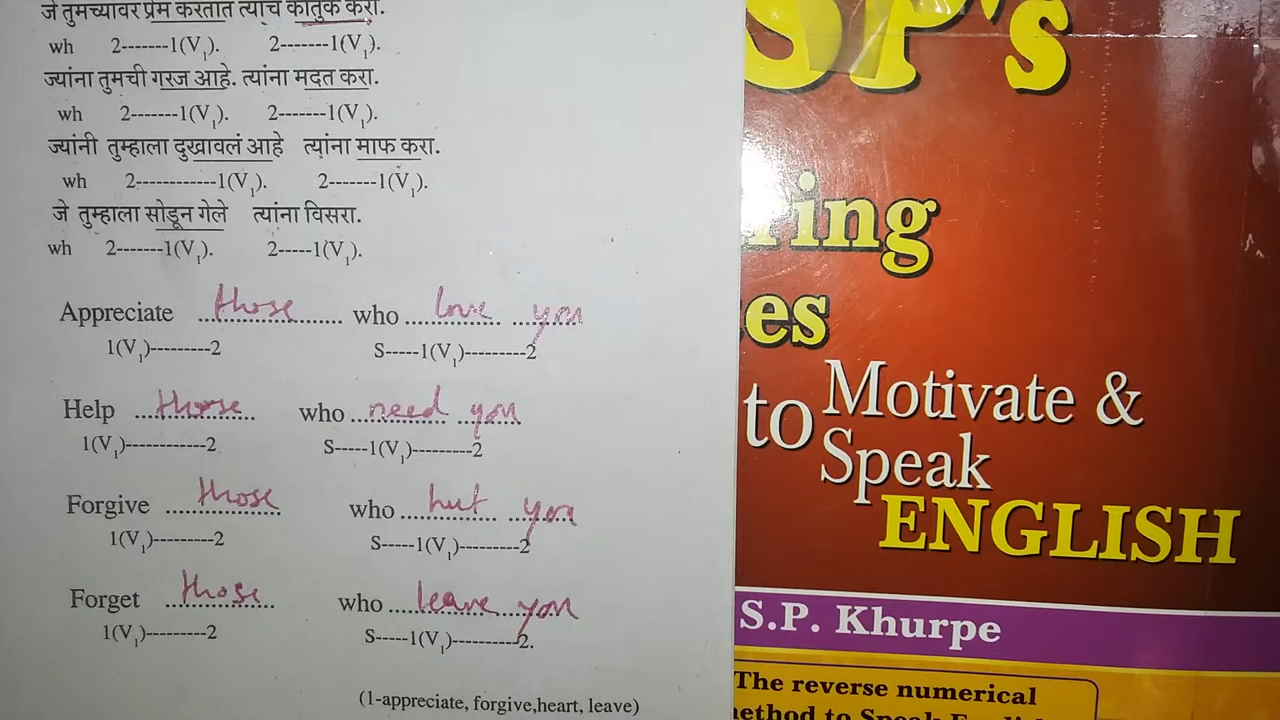 जे तुमच्यावर प्रेम करतात त्यांचं कौतुक करा.
wh 2-------1(V₁). 2-------1(V₁).
ज्यांना तुमची गरज आहे. त्यांना मदत करा.
wh 2-------1(V₁). 2-------1(V₁).
ज्यांनी तुम्हाला दुखावलं आहे त्यांना माफ करा.
wh 2------------1(V₁). 2-------1(V₁).
जे तुम्हाला सोडून गेले त्यांना विसरा.
wh 2-------1(V₁). 2-----1(V₁).
Appreciate those who love you
1(V₁)---------2 S-----1(V₁)---------2
Help those who need you
1(V₁)------------2 S-----1(V₁)---------2
Forgive those who hut you
1(V₁)---------2 S-----1(V₁)---------2
Forget those who leave you
1(V₁)---------2 S-----1(V₁)----------2.
(1-appreciate, forgive,heart, leave)
SP's
ring
es
to Motivate &
Speak
ENGLISH
S.P. Khurpe
The reverse numerical
ethod to Speak